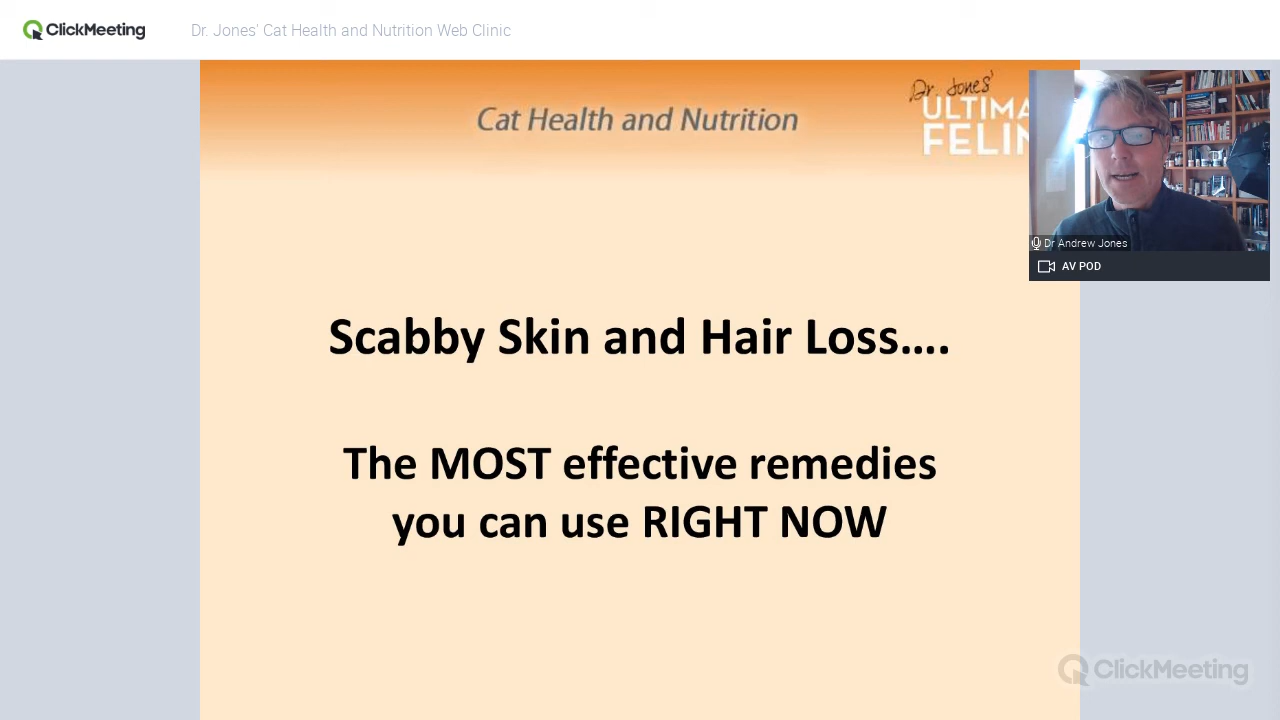 ClickMeeting
Dr. Jones' Cat Health and Nutrition Web Clinic
Cat Health and Nutrition
Dr. Jones'
ULTIMA
FELIN
Dr Andrew Jones
AV POD
Scabby Skin and Hair Loss....
The MOST effective remedies
you can use RIGHT NOW
ClickMeeting